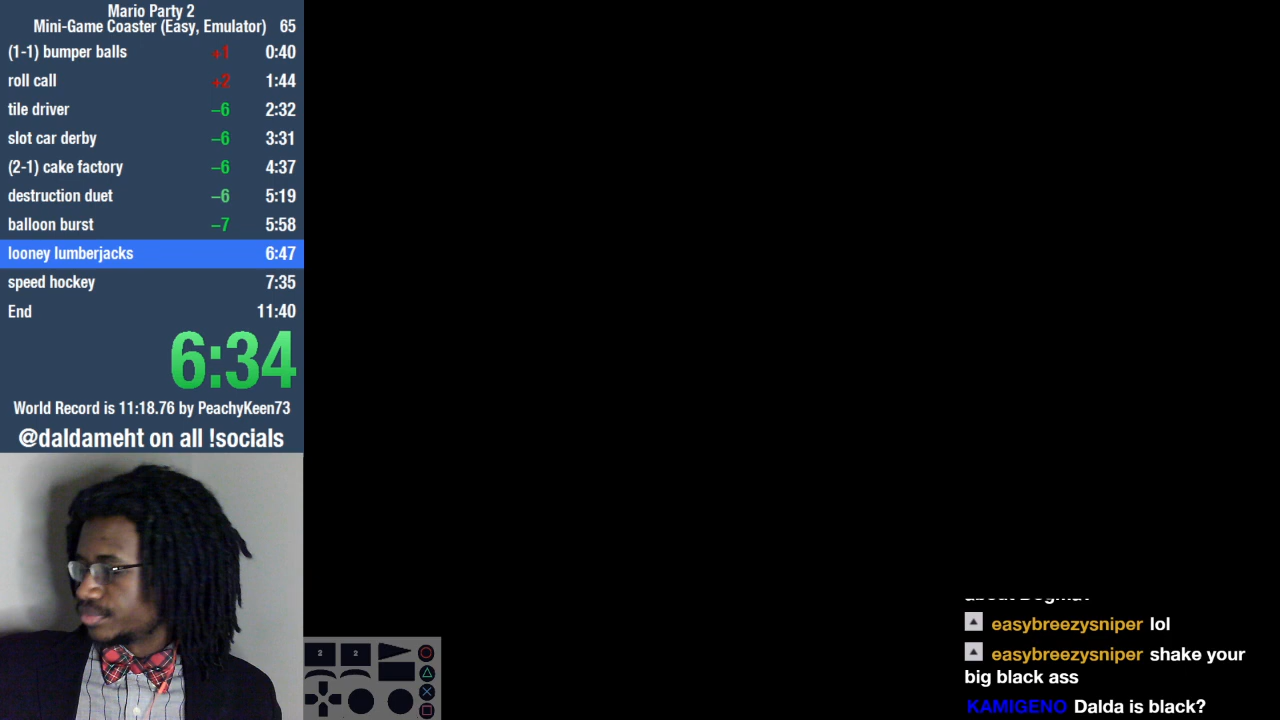 Mario Party 2
Mini-Game Coaster (Easy, Emulator) 65
(1-1) bumper balls +1 0:40
roll call +2 1:44
tile driver −6 2:32
slot car derby −6 3:31
(2-1) cake factory −6 4:37
destruction duet −6 5:19
balloon burst −7 5:58
looney lumberjacks 6:47
speed hockey 7:35
End 11:40
6:34
World Record is 11:18.76 by PeachyKeen73
@daldameht on all !socials
2 2
easybreezysniper lol
easybreezysniper shake your
big black ass
KAMIGENO Dalda is black?